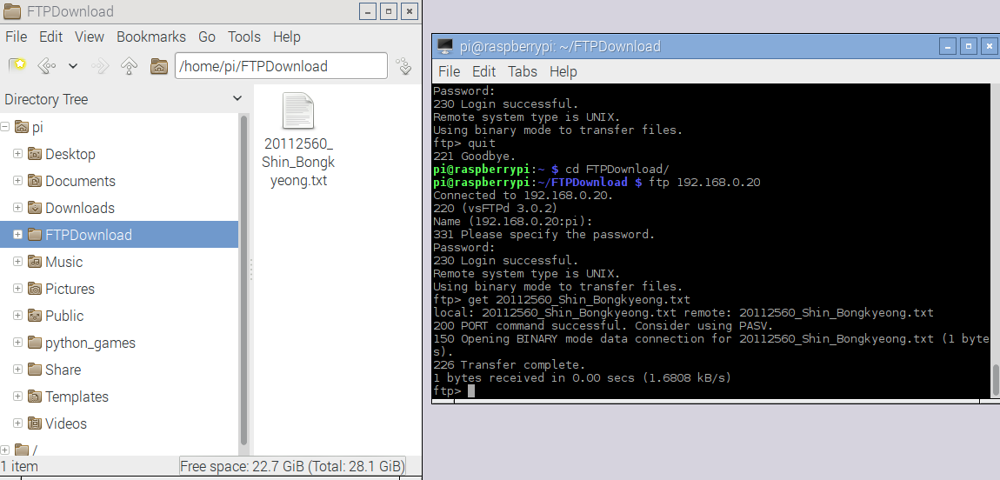 FTPDownload
File Edit View Bookmarks Go Tools Help
/home/pi/FTPDownload
Directory Tree
pi
Desktop
Documents
Downloads
FTPDownload
Music
Pictures
Public
python_games
Share
Templates
Videos
/
20112560_
Shin_Bongk
yeong.txt
1 item
Free space: 22.7 GiB (Total: 28.1 GiB)
pi@raspberrypi: ~/FTPDownload
File Edit Tabs Help
Password:
230 Login successful.
Remote system type is UNIX.
Using binary mode to transfer files.
ftp> quit
221 Goodbye.
pi@raspberrypi:~ $ cd FTPDownload/
pi@raspberrypi:~/FTPDownload $ ftp 192.168.0.20
Connected to 192.168.0.20.
220 (vsFTPd 3.0.2)
Name (192.168.0.20:pi):
331 Please specify the password.
Password:
230 Login successful.
Remote system type is UNIX.
Using binary mode to transfer files.
ftp> get 20112560_Shin_Bongkyeong.txt
local: 20112560_Shin_Bongkyeong.txt remote: 20112560_Shin_Bongkyeong.txt
200 PORT command successful. Consider using PASV.
150 Opening BINARY mode data connection for 20112560_Shin_Bongkyeong.txt (1 byte
s).
226 Transfer complete.
1 bytes received in 0.00 secs (1.6808 kB/s)
ftp>